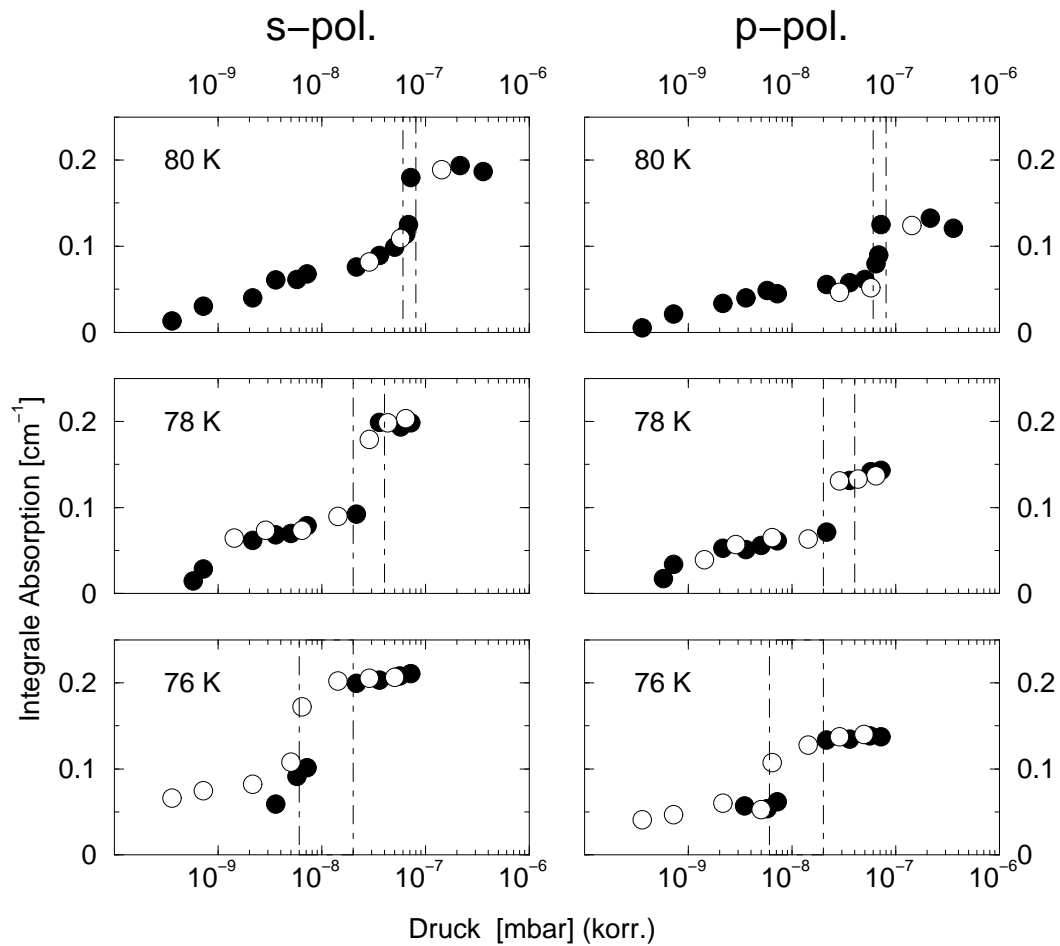 s−pol. p−pol.
10⁻⁹ 10⁻⁸ 10⁻⁷ 10⁻⁶ 10⁻⁹ 10⁻⁸ 10⁻⁷ 10⁻⁶
0.2 80 K 80 K 0.2
0.1 0.1
0 0
0.2 78 K 78 K 0.2
0.1 0.1
0 0
0.2 76 K 76 K 0.2
0.1 0.1
0 0
10⁻⁹ 10⁻⁸ 10⁻⁷ 10⁻⁶ 10⁻⁹ 10⁻⁸ 10⁻⁷ 10⁻⁶
Integrale Absorption [cm⁻¹]
Druck [mbar] (korr.)